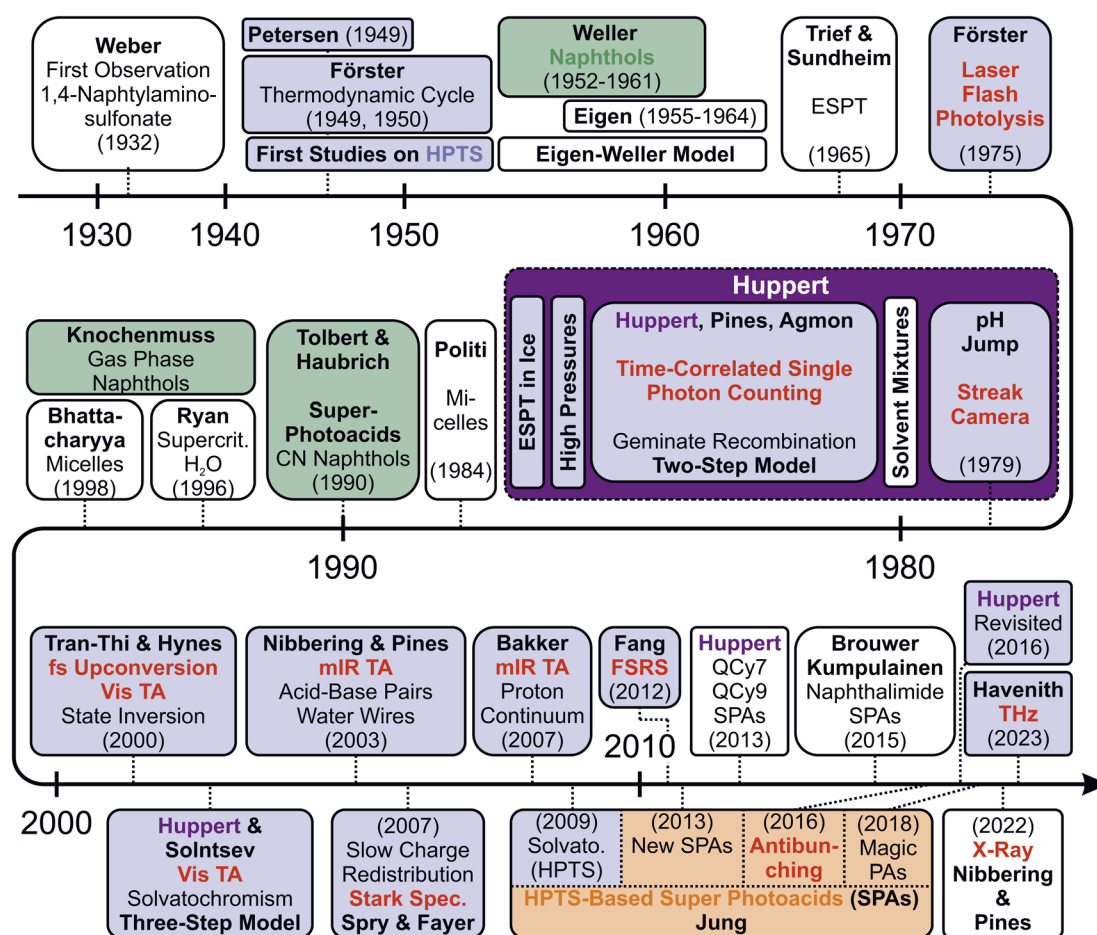 Weber
First Observation
1,4-Naphtylamino-
sulfonate
(1932)
Petersen (1949)
Förster
Thermodynamic Cycle
(1949, 1950)
First Studies on HPTS
Weller
Naphthols
(1952-1961)
Eigen (1955-1964)
Eigen-Weller Model
Trief &
Sundheim
ESPT
(1965)
Förster
Laser
Flash
Photolysis
(1975)
1930
1940
1950
1960
1970
Knochenmuss
Gas Phase
Naphthols
Bhatta-
charyya
Micelles
(1998)
Ryan
Supercrit.
H2O
(1996)
Tolbert &
Haubrich
Super-
Photoacids
CN Naphthols
(1990)
Politi
Mi-
celles
(1984)
Huppert
ESPT in Ice
High Pressures
Huppert, Pines, Agmon
Time-Correlated Single
Photon Counting
Geminate Recombination
Two-Step Model
Solvent Mixtures
pH
Jump
Streak
Camera
(1979)
1990
1980
Tran-Thi & Hynes
fs Upconversion
Vis TA
State Inversion
(2000)
Nibbering & Pines
mIR TA
Acid-Base Pairs
Water Wires
(2003)
Bakker
mIR TA
Proton
Continuum
(2007)
Fang
FSRS
(2012)
2010
Huppert
QCy7
QCy9
SPAs
(2013)
Brouwer
Kumpulainen
Naphthalimide
SPAs
(2015)
Huppert
Revisited
(2016)
Havenith
THz
(2023)
2000
Huppert &
Solntsev
Vis TA
Solvatochromism
Three-Step Model
(2007)
Slow Charge
Redistribution
Stark Spec.
Spry & Fayer
(2009)
Solvato.
(HPTS)
(2013)
New SPAs
(2016)
Antibun-
ching
(2018)
Magic
PAs
HPTS-Based Super Photoacids (SPAs)
Jung
(2022)
X-Ray
Nibbering
&
Pines